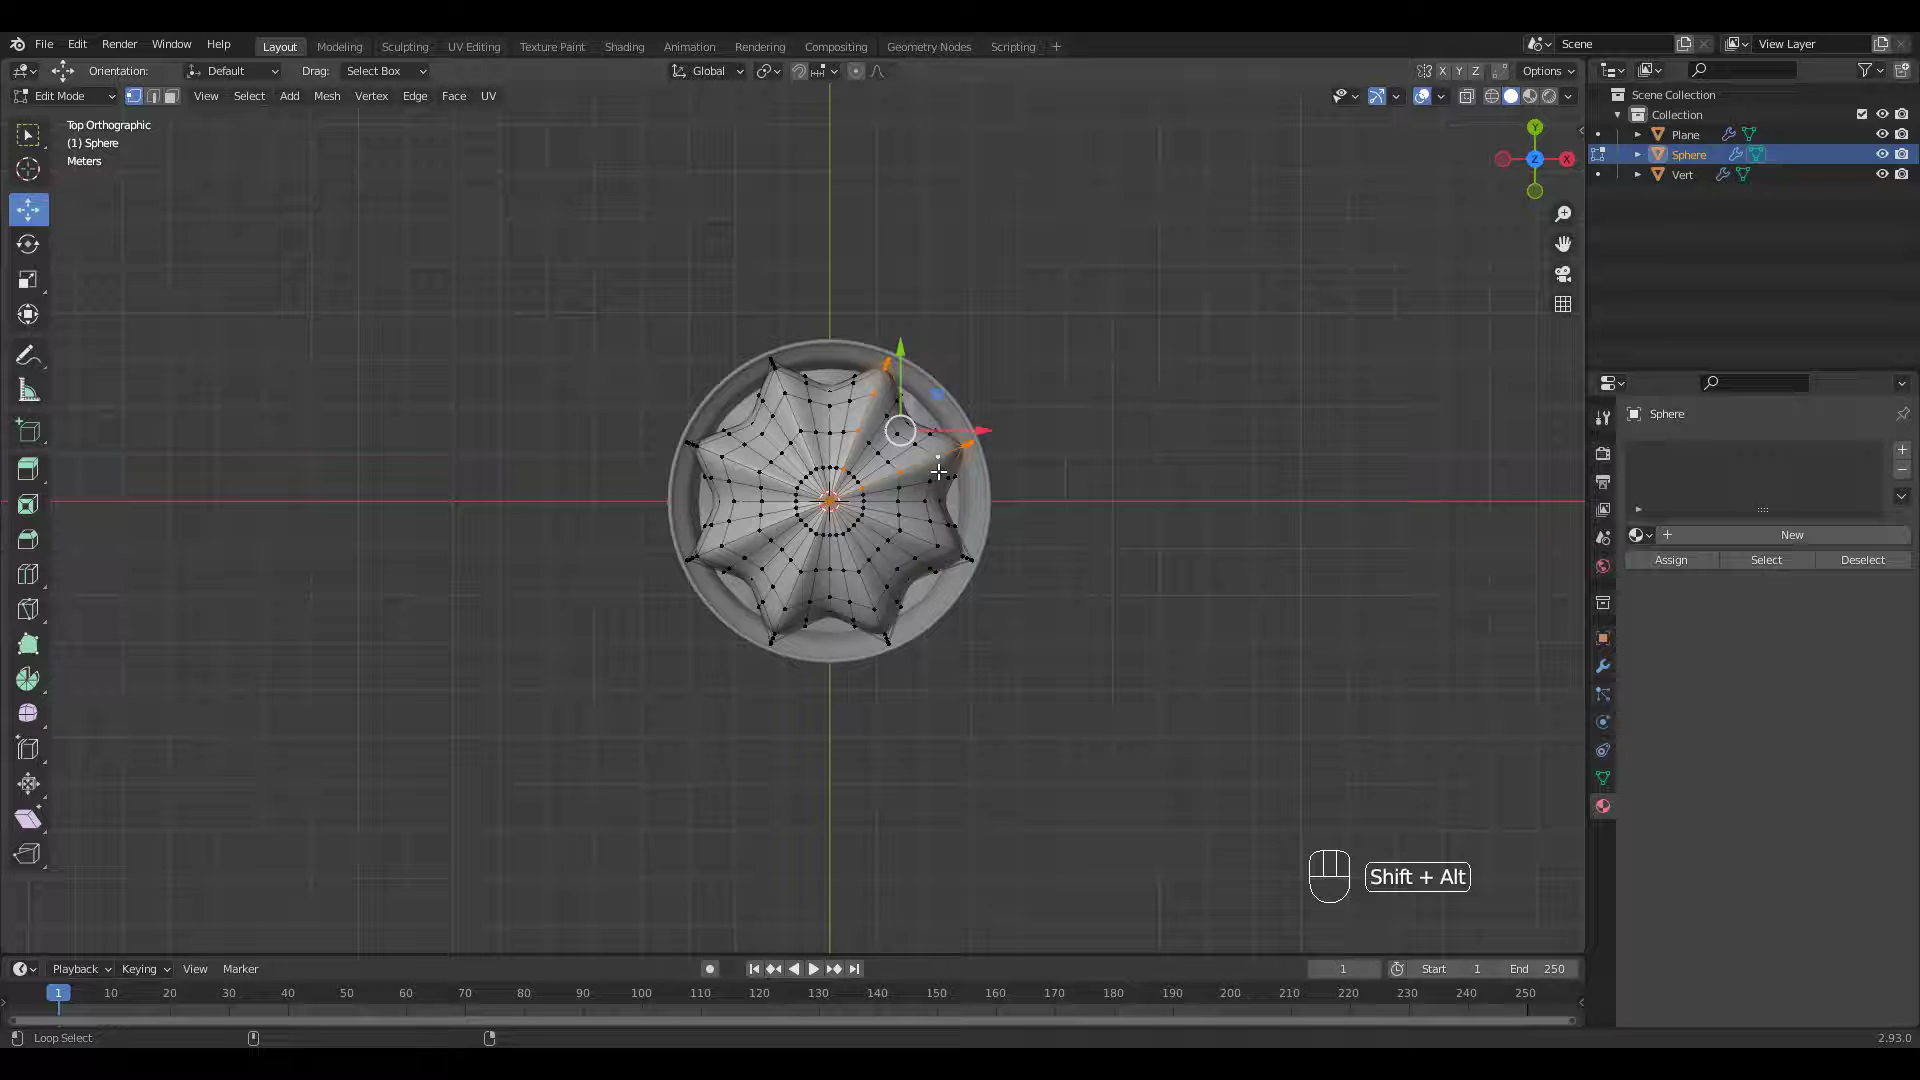 File Edit Render Window Help Layout Modeling Sculpting UV Editing Texture Paint Shading Animation Rendering Compositing Geometry Nodes Scripting + Scene View Layer
Orientation: Default Drag: Select Box Global X Y Z Options
Edit Mode View Select Add Mesh Vertex Edge Face UV
Scene Collection
Collection
Plane
Sphere
Vert
Top Orthographic
(1) Sphere
Meters
Y
Z
X
Sphere
+ New
Assign Select Deselect
Shift + Alt
Playback Keying View Marker 1 Start 1 End 250
1 10 20 30 40 50 60 70 80 90 100 110 120 130 140 150 160 170 180 190 200 210 220 230 240 250
Loop Select 2.93.0